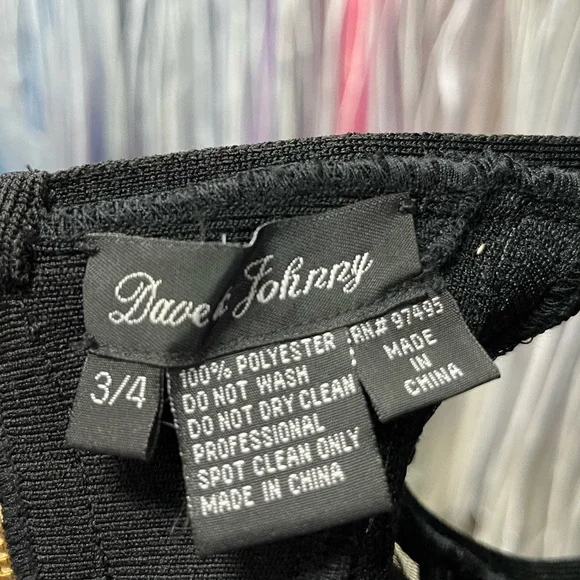 Dave & Johnny
3/4
100% POLYESTER
DO NOT WASH
DO NOT DRY CLEAN
PROFESSIONAL
SPOT CLEAN ONLY
MADE IN CHINA
RN# 97495
MADE
IN
CHINA